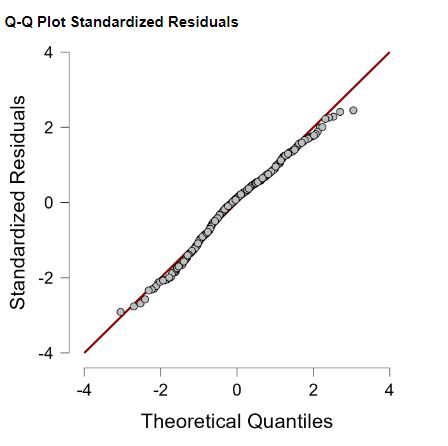 Q-Q Plot Standardized Residuals
4
2
0
-2
-4
Standardized Residuals
-4 -2 0 2 4
Theoretical Quantiles